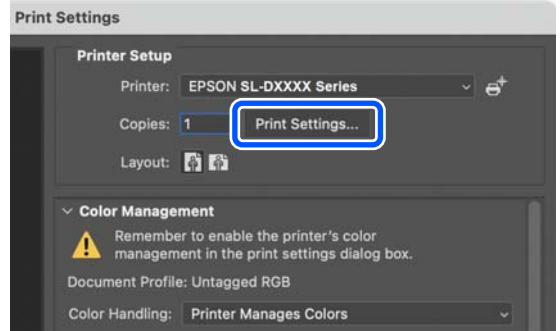 Print Settings
Printer Setup
Printer: EPSON SL-DXXXX Series
Copies: 1 Print Settings...
Layout:
Color Management
Remember to enable the printer's color
management in the print settings dialog box.
Document Profile: Untagged RGB
Color Handling: Printer Manages Colors